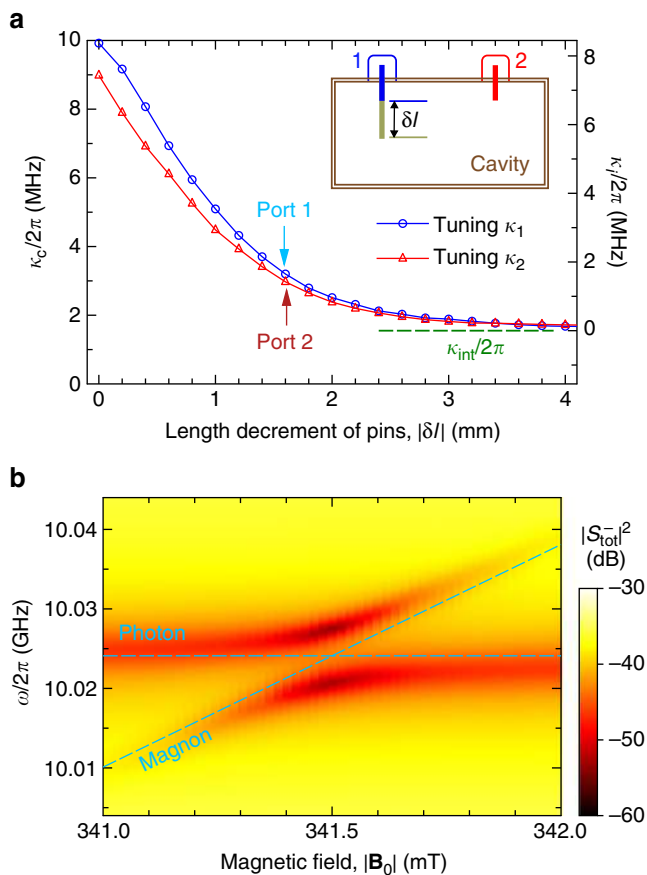 a
10
8
6
4
2
0
κc/2π (MHz)
8
6
4
2
0
κi/2π (MHz)
1
2
δl
Cavity
Port 1
Tuning κ1
Tuning κ2
Port 2
κint/2π
0
1
2
3
4
Length decrement of pins, |δl| (mm)
b
10.04
10.03
10.02
10.01
ω/2π (GHz)
Photon
Magnon
|S−tot|2
(dB)
−30
−40
−50
−60
341.0
341.5
342.0
Magnetic field, |B0| (mT)